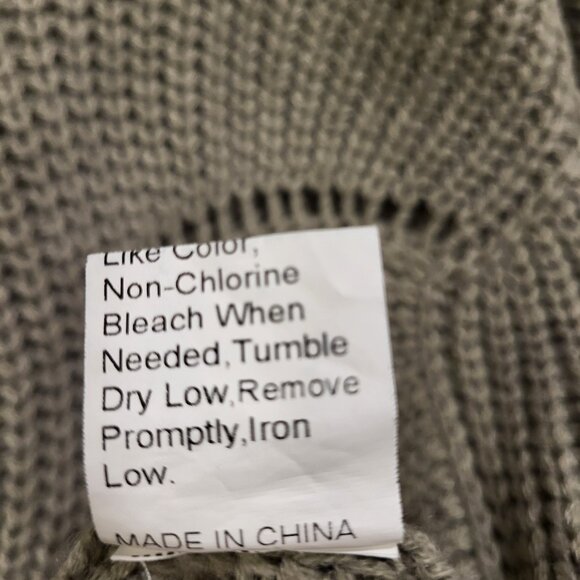 Like Color,
Non-Chlorine
Bleach When
Needed,Tumble
Dry Low,Remove
Promptly,Iron
Low.
MADE IN CHINA